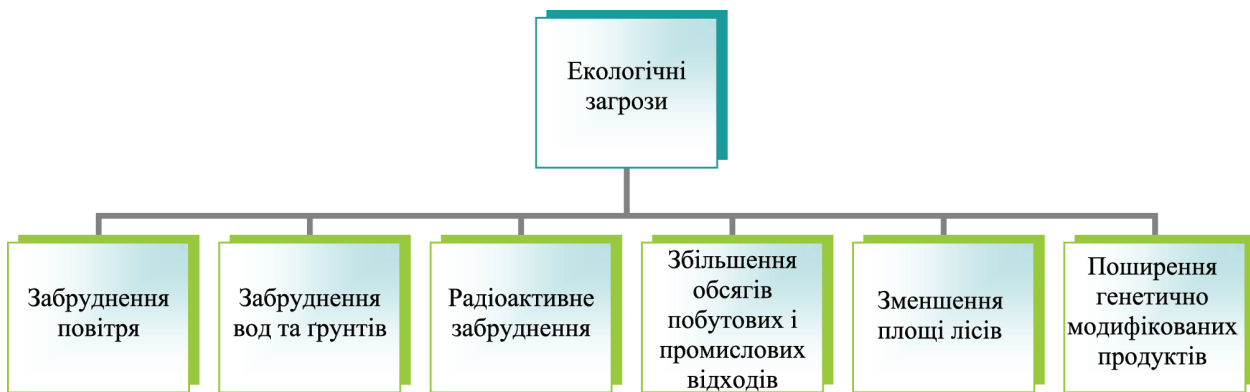 Екологічні
загрози
Забруднення
повітря
Забруднення
вод та ґрунтів
Радіоактивне
забруднення
Збільшення
обсягів
побутових і
промислових
відходів
Зменшення
площі лісів
Поширення
генетично
модифікованих
продуктів